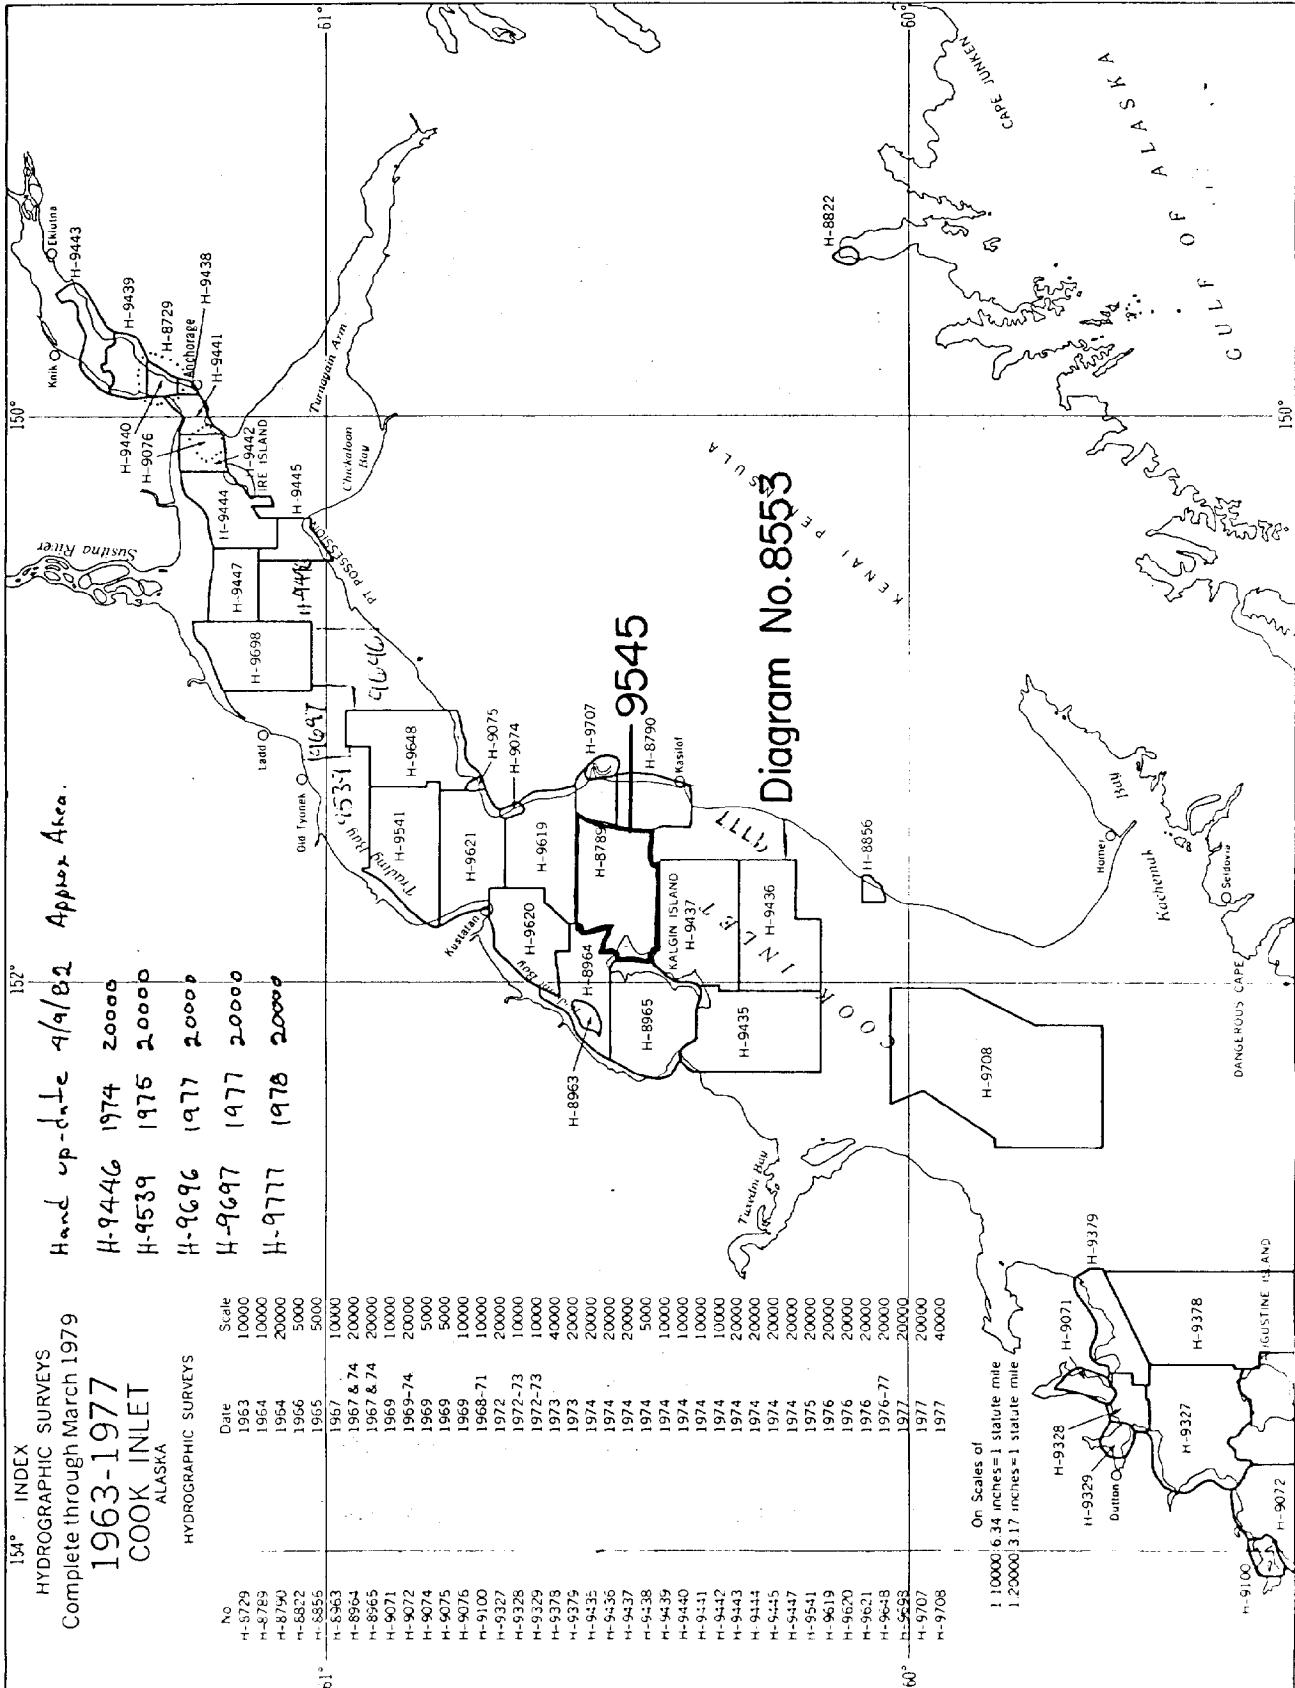 154°
INDEX
HYDROGRAPHIC SURVEYS
Complete through March 1979
1963-1977
COOK INLET
ALASKA
HYDROGRAPHIC SURVEYS
No Date Scale
H-8729 1963 10000
H-8789 1964 10000
H-8790 1964 20000
H-8822 1966 5000
H-8856 1965 5000
H-8963 1967 10000
H-8964 1967 & 74 20000
H-8965 1967 & 74 20000
H-9071 1969 10000
H-9072 1969-74 20000
H-9074 1969 5000
H-9075 1969 5000
H-9076 1969 10000
H-9100 1968-71 10000
H-9327 1972 20000
H-9328 1972-73 10000
H-9329 1972-73 10000
H-9378 1973 40000
H-9379 1973 20000
H-9435 1974 20000
H-9436 1974 20000
H-9437 1974 20000
H-9438 1974 5000
H-9439 1974 10000
H-9440 1974 10000
H-9441 1974 10000
H-9442 1974 10000
H-9443 1974 20000
H-9444 1974 20000
H-9445 1974 20000
H-9447 1974 20000
H-9541 1975 20000
H-9619 1976 20000
H-9620 1976 20000
H-9621 1976 20000
H-9648 1976-77 20000
H-9698 1977 20000
H-9707 1977 20000
H-9708 1977 40000
On Scales of
1:10000 6.34 inches=1 statute mile
1:20000 3.17 inches=1 statute mile
Hand up-date 4/9/82 Approx Area.
H-9446 1974 20000
H-9539 1975 20000
H-9696 1977 20000
H-9697 1977 20000
H-9777 1978 20000
152°
150°
61°
61°
60°
60°
150°
Knik
Eklutna
H-9443
H-9439
H-8729
Anchorage
H-9438
H-9441
H-9440
H-9076
H-9442
IRE ISLAND
H-9444
H-9445
Susitna River
H-9447
H-9446
PT POSSESSION
Turnagain Arm
Chickaloon
Bay
H-9698
9696
9697
Ladd
Old Tyonek
9539
Trading Bay
H-9648
H-9541
H-9075
H-9074
H-9621
H-9619
Kustatan
H-9620
H-9707
9545
H-8790
Kasilof
H-8789
H-8964
H-8963
H-8965
KALGIN ISLAND
H-9437
9777
H-9436
H-9435
COOK INLET
Diagram No.8553
KENAI PENINSULA
H-8856
H-8822
CAPE JUNKEN
GULF OF ALASKA
Homer
Kachemak Bay
Seldovia
DANGEROUS CAPE
H-9708
Tuxedni Bay
H-9379
H-9071
H-9378
H-9328
H-9329
Dutton
H-9327
AUGUSTINE ISLAND
H-9072
H-9100